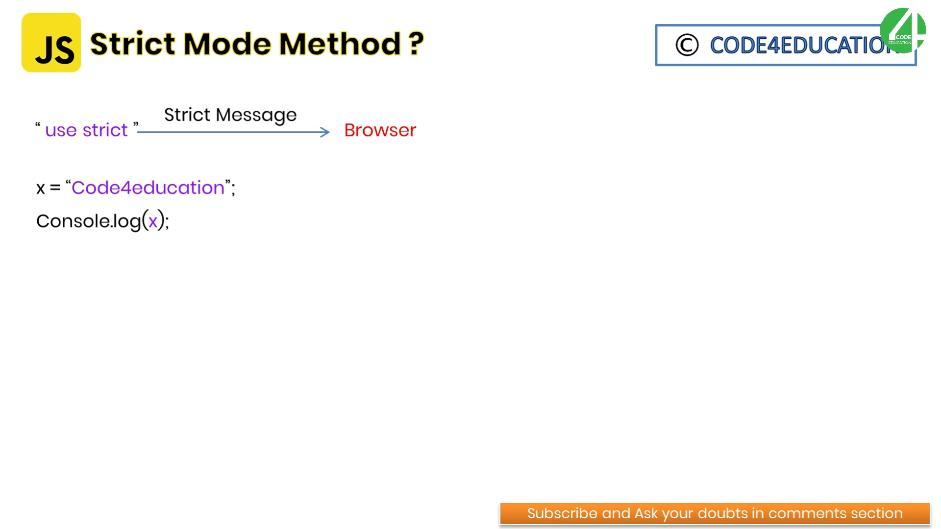 JS Strict Mode Method ?
© CODE4EDUCATION
4
CODE
EDUCATION
Strict Message
“ use strict ” Browser
x = “Code4education”;
Console.log(x);
Subscribe and Ask your doubts in comments section